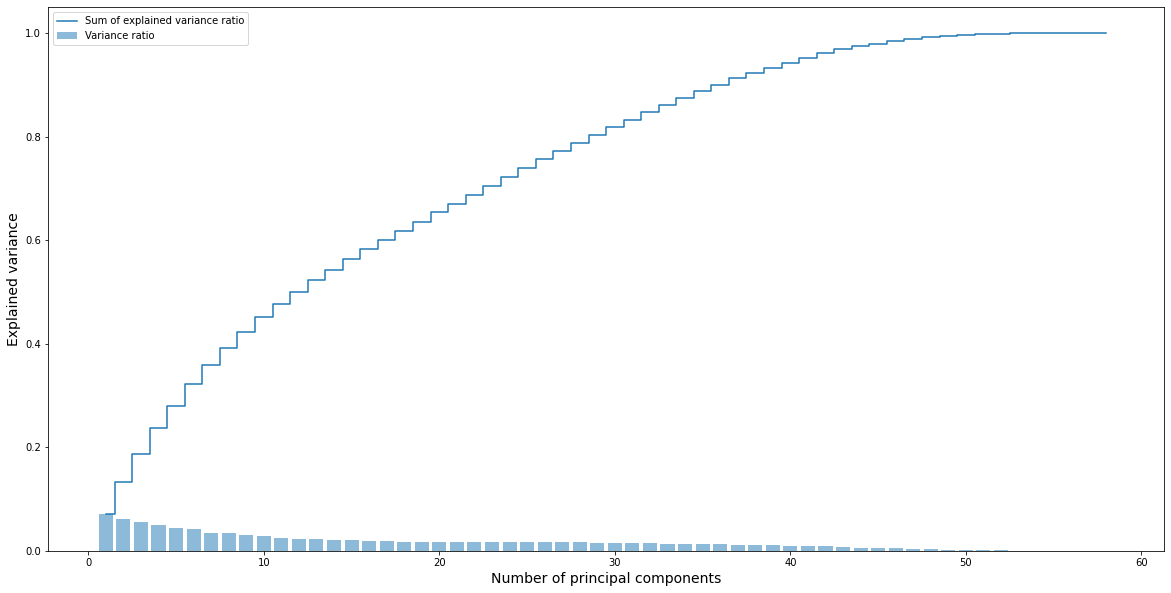 Sum of explained variance ratio
Variance ratio
Explained variance
1.0
0.8
0.6
0.4
0.2
0.0
0 10 20 30 40 50 60
Number of principal components